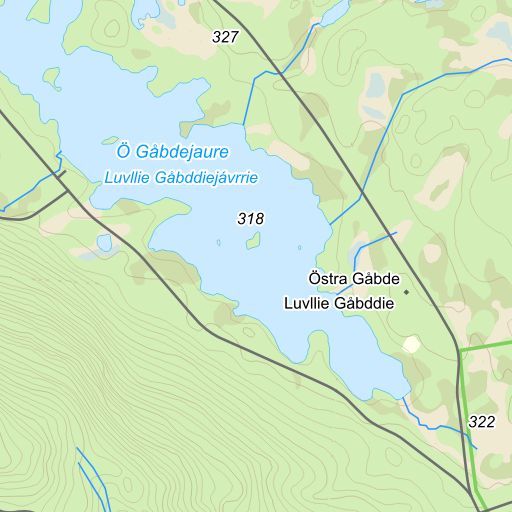 327
Ö Gåbdejaure
Luvllie Gåbddiejávrrie
318
Östra Gåbde
Luvllie Gåbddie
322